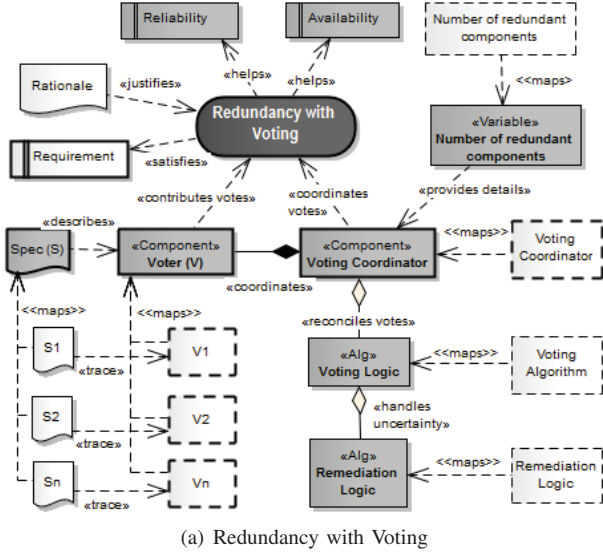 Reliability
Availability
Number of redundant
components
Rationale
«justifies»
«helps»
«helps»
<<maps>
Redundancy with
Voting
«Variable»
Number of redundant
components
Requirement
«satisfies»
«contributes votes»
«coordinates
votes»
«provides details»
«describes»
Spec (S)
«Component»
Voter (V)
«Component»
Voting Coordinator
<<maps>>
Voting
Coordinator
«coordinates»
<<maps>>
<<maps>>
«reconciles votes»
S1
V1
«trace»
«Alg»
Voting Logic
<<maps>>
Voting
Algorithm
S2
V2
«trace»
«handles
uncertainty»
Sn
Vn
«trace»
«Alg»
Remediation
Logic
<<maps>>
Remediation
Logic
(a) Redundancy with Voting